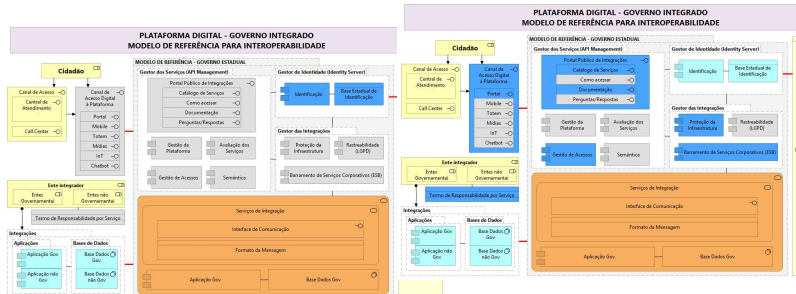 PLATAFORMA DIGITAL - GOVERNO INTEGRADO
MODELO DE REFERÊNCIA PARA INTEROPERABILIDADE
MODELO DE REFERÊNCIA - GOVERNO ESTADUAL
Cidadão
Canal de Acesso
Central de
Atendimento
Call Center
Canal de
Acesso Digital
à Plataforma
Portal
Mobile
Totem
Mídias
IoT
Chatbot
Gestor dos Serviços (API Management)
Portal Público de Integrações
Catálogo de Serviços
Como acessar
Documentação
Perguntas/Respostas
Gestão da
Plataforma
Avaliação dos
Serviços
Gestão de Acessos
Semântico
Gestor de Identidade (Identity Server)
Identificação
Base Estadual de
Identificação
Gestor das Integrações
Proteção da
Infraestrutura
Rastreabilidade
(LGPD)
Barramento de Serviços Corporativos (ESB)
Ente integrador
Entes
Governamentai
Entes não
Governamentai
Termo de Responsabilidade por Serviço
Integrações
Aplicações
Aplicação Gov
Aplicação não
Gov
Bases de Dados
Base Dados
Gov
Base Dados
não Gov
Serviços de Integração
Interface de Comunicação
Formato da Mensagem
Aplicação Gov
Base Dados Gov
PLATAFORMA DIGITAL - GOVERNO INTEGRADO
MODELO DE REFERÊNCIA PARA INTEROPERABILIDADE
MODELO DE REFERÊNCIA - GOVERNO ESTADUAL
Cidadão
Canal de Acesso
Central de
Atendimento
Call Center
Canal de
Acesso Digital
à Plataforma
Portal
Mobile
Totem
Mídias
IoT
Chatbot
Gestor dos Serviços (API Management)
Portal Público de Integrações
Catálogo de Serviços
Como acessar
Documentação
Perguntas/Respostas
Gestão da
Plataforma
Avaliação dos
Serviços
Gestão de Acessos
Semântico
Gestor de Identidade (Identity Server)
Identificação
Base Estadual de
Identificação
Gestor das Integrações
Proteção da
Infraestrutura
Rastreabilidade
(LGPD)
Barramento de Serviços Corporativos (ESB)
Ente integrador
Entes
Governamentai
Entes não
Governamentai
Termo de Responsabilidade por Serviço
Integrações
Aplicações
Aplicação Gov
Aplicação não
Gov
Bases de Dados
Base Dados
Gov
Base Dados
não Gov
Serviços de Integração
Interface de Comunicação
Formato da Mensagem
Aplicação Gov
Base Dados Gov